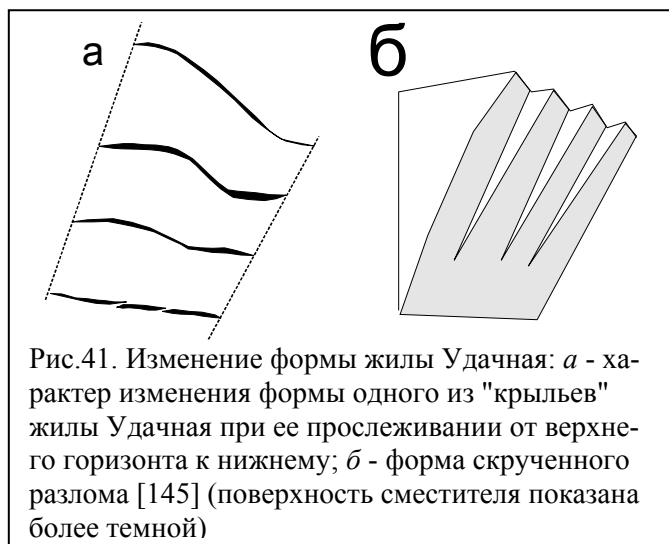 а
б
Рис.41. Изменение формы жилы Удачная: а - ха-
рактер изменения формы одного из "крыльев"
жилы Удачная при ее прослеживании от верхне-
го горизонта к нижнему; б - форма скрученного
разлома [145] (поверхность сместителя показана
более темной)